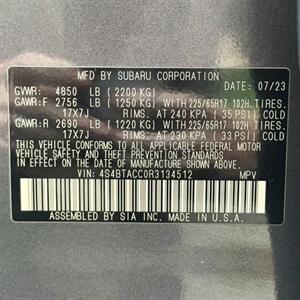 MFD BY SUBARU CORPORATION 07/23
GVWR: 4850 LB (2200 KG)
GAWR:F 2756 LB (1250 KG) WITH 225/65R17 102H TIRES.
17X7J RIMS. AT 240 KPA (35 PSI) COLD
GAWR:R 2690 LB (1220 KG) WITH 225/65R17 102H TIRES.
17X7J RIMS. AT 230 KPA (33 PSI) COLD
THIS VEHICLE CONFORMS TO ALL APPLICABLE FEDERAL MOTOR
VEHICLE SAFETY STANDARDS IN EFFECT ON THE DATE OF
MANUFACTURE SHOWN ABOVE.
VIN: 4S4BTACC0R3134512 MPV
ASSEMBLED BY SIA INC. MADE IN U.S.A.